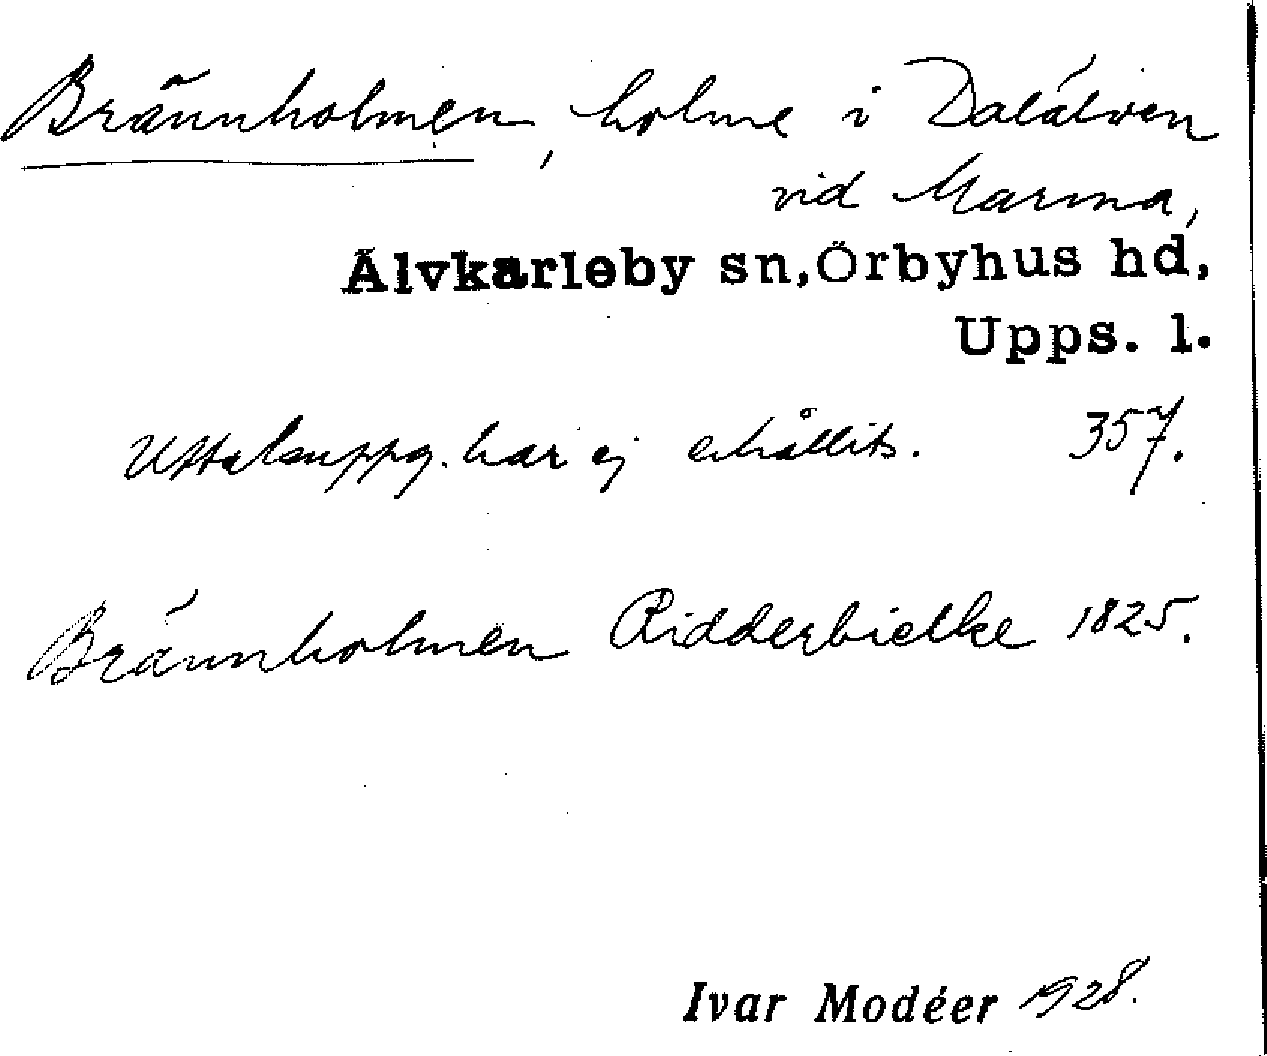 Brännholmen, holme i Dalälven
vid Marma,
Älvkarleby sn, Örbyhus hd,
Upps. l.
Uttalsuppg. har ej erhållits. 357.
Brännholmen Ridderbielke 1825.
Ivar Modéer 1928.